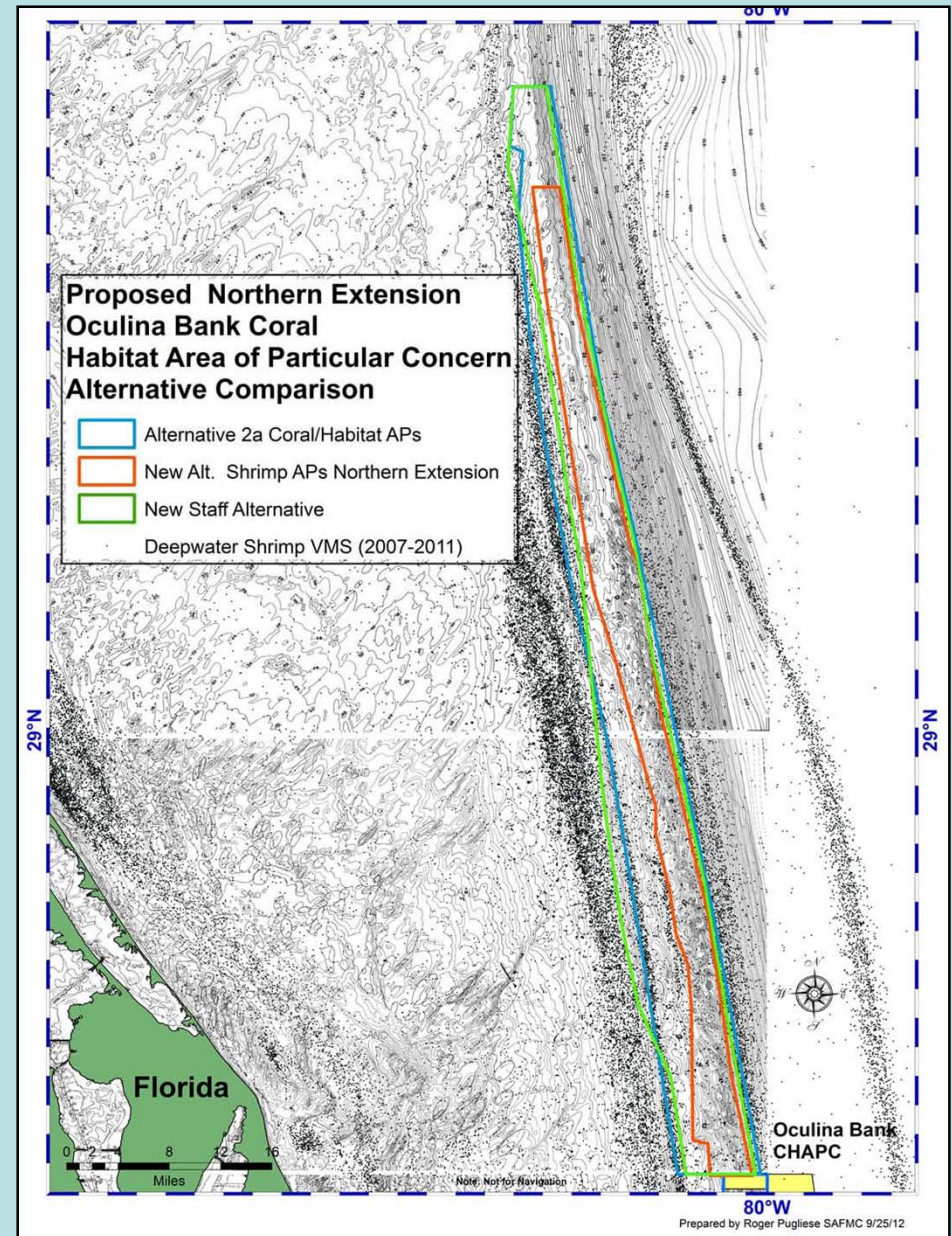 80°W
Proposed Northern Extension
Oculina Bank Coral
Habitat Area of Particular Concern
Alternative Comparison
Alternative 2a Coral/Habitat APs
New Alt. Shrimp APs Northern Extension
New Staff Alternative
Deepwater Shrimp VMS (2007-2011)
29°N
29°N
Florida
0 2 4 8 12 16
Miles
Note: Not for Navigation
Oculina Bank
CHAPC
80°W
Prepared by Roger Pugliese SAFMC 9/25/12